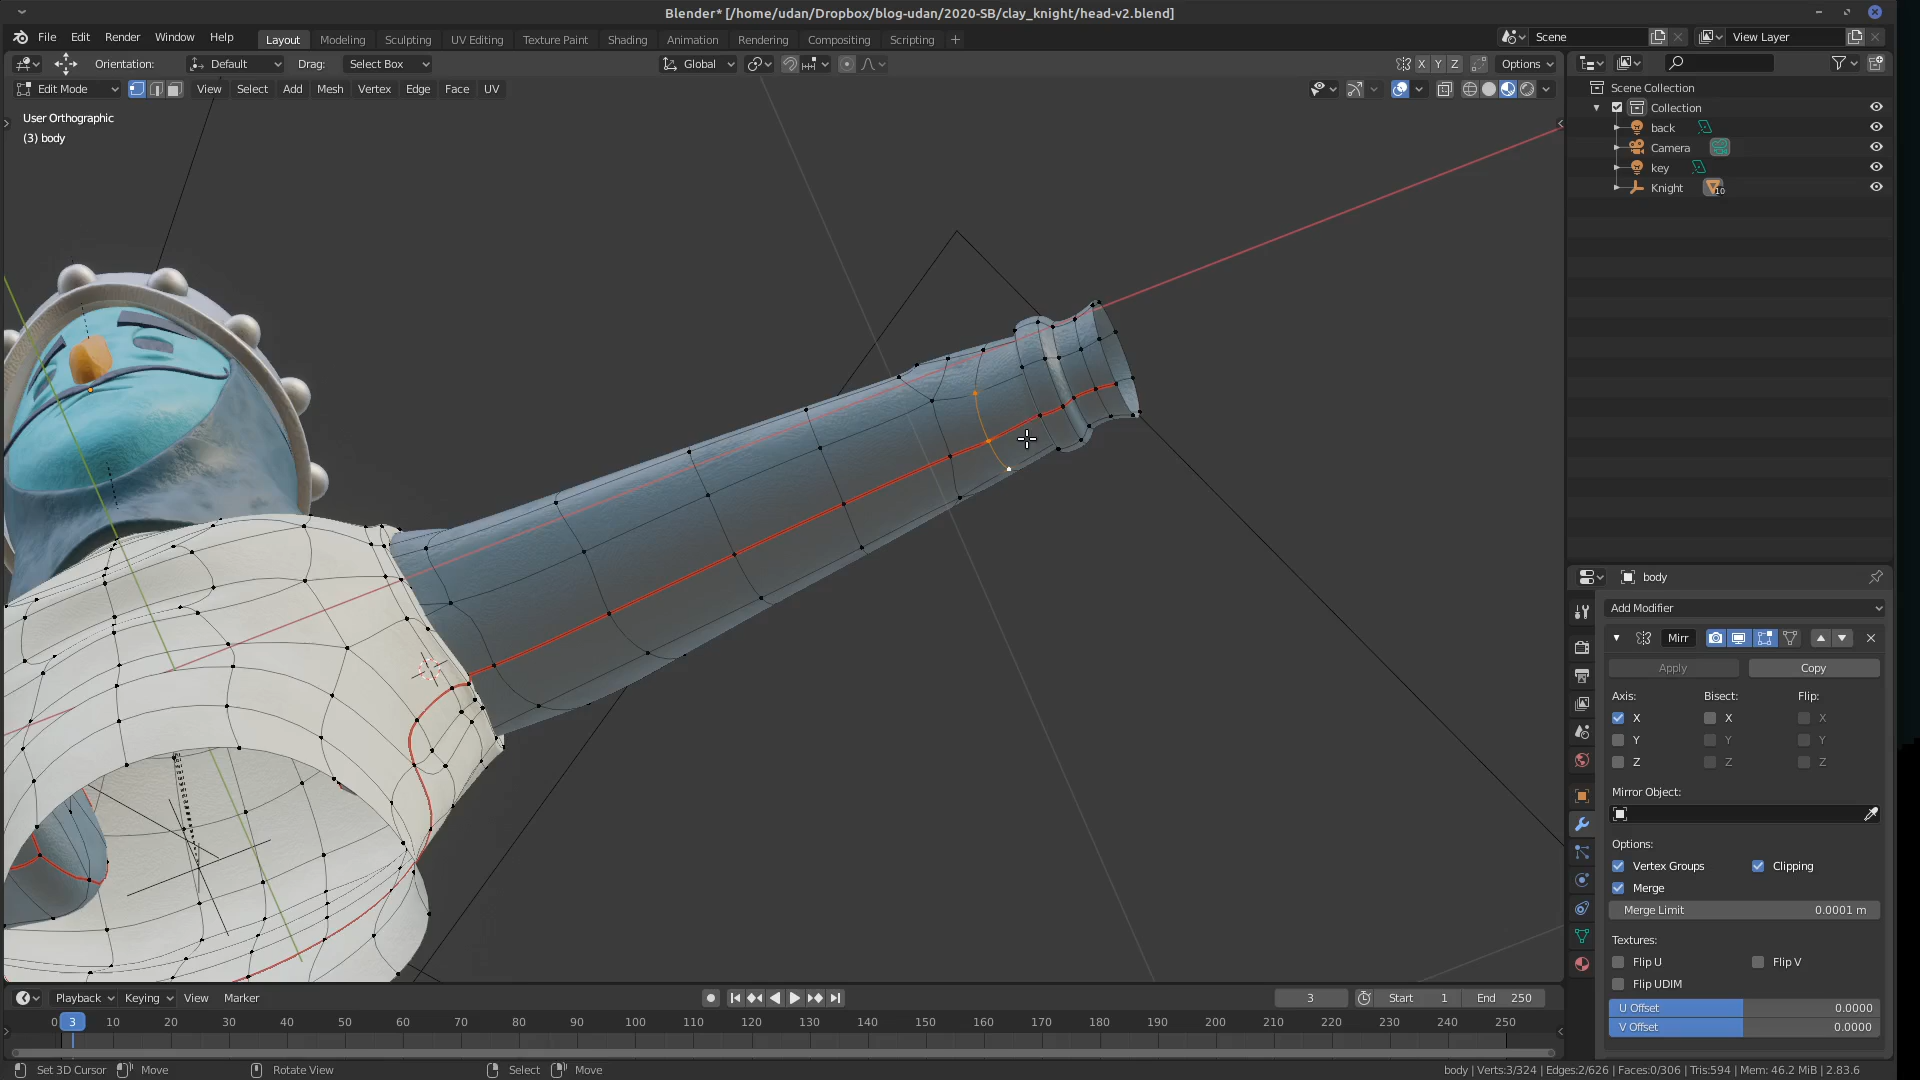 Blender* [/home/udan/Dropbox/blog-udan/2020-SB/clay_knight/head-v2.blend]
File Edit Render Window Help Layout Modeling Sculpting UV Editing Texture Paint Shading Animation Rendering Compositing Scripting + Scene View Layer
Orientation: Default Drag: Select Box Global X Y Z Options
Edit Mode View Select Add Mesh Vertex Edge Face UV
User Orthographic
(3) body
Scene Collection
Collection
back
Camera
key
Knight 10
body
Add Modifier
Mirr
Apply Copy
Axis: Bisect: Flip:
X X X
Y Y Y
Z Z Z
Mirror Object:
Options:
Vertex Groups Clipping
Merge
Merge Limit 0.0001 m
Textures:
Flip U Flip V
Flip UDIM
U Offset 0.0000
V Offset 0.0000
Playback Keying View Marker 3 Start 1 End 250
0 3 10 20 30 40 50 60 70 80 90 100 110 120 130 140 150 160 170 180 190 200 210 220 230 240 250
Set 3D Cursor Move Rotate View Select Move body | Verts:3/324 | Edges:2/626 | Faces:0/306 | Tris:594 | Mem: 46.2 MiB | 2.83.6